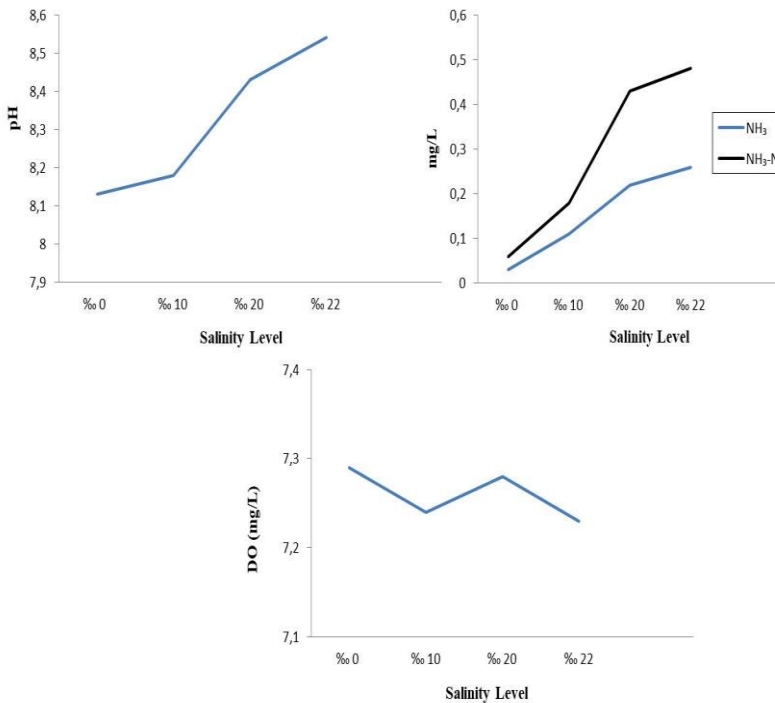 8,6
8,5
8,4
8,3
8,2
8,1
8
7,9
pH
‰ 0 ‰ 10 ‰ 20 ‰ 22
Salinity Level
0,6
0,5
0,4
0,3
0,2
0,1
0
mg/L
‰ 0 ‰ 10 ‰ 20 ‰ 22
Salinity Level
NH₃
NH₃-N
7,4
7,3
7,2
7,1
DO (mg/L)
‰ 0 ‰ 10 ‰ 20 ‰ 22
Salinity Level